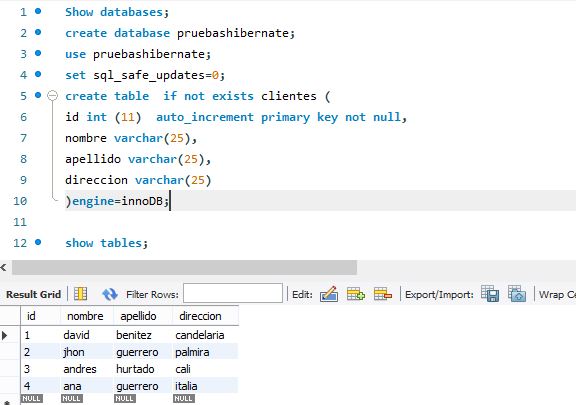 1 Show databases;
2 create database pruebashibernate;
3 use pruebashibernate;
4 set sql_safe_updates=0;
5 create table  if not exists clientes (
6 id int (11)  auto_increment primary key not null,
7 nombre varchar(25),
8 apellido varchar(25),
9 direccion varchar(25)
10 )engine=innoDB;
11
12 show tables;
Result Grid Filter Rows: Edit: Export/Import: Wrap Ce
id nombre apellido direccion
1 david benitez candelaria
2 jhon guerrero palmira
3 andres hurtado cali
4 ana guerrero italia
NULL NULL NULL NULL